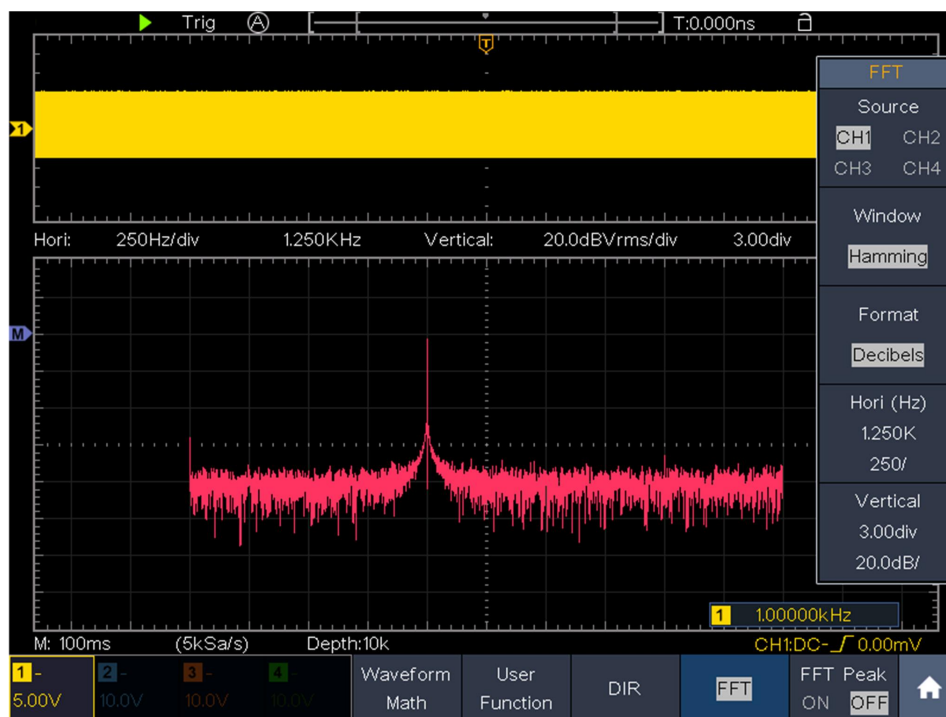 Trig A T:0.000ns
T
FFT
Source
CH1 CH2
CH3 CH4
1
Window
Hamming
Hori: 250Hz/div 1.250KHz Vertical: 20.0dBVrms/div 3.00div
Format
Decibels
M
Hori (Hz)
1.250K
250/
Vertical
3.00div
20.0dB/
1 1.00000kHz
M: 100ms (5kSa/s) Depth:10k CH1:DC- 0.00mV
1 - 2 - 3 - 4 -
5.00V 10.0V 10.0V 10.0V
Waveform
Math
User
Function
DIR
FFT
FFT Peak
ON OFF